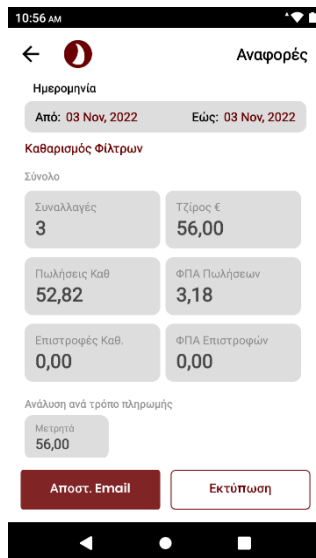 10:56 AM
Αναφορές
Ημερομηνία
Από: 03 Nov, 2022 Εώς: 03 Nov, 2022
Καθαρισμός Φίλτρων
Σύνολο
Συναλλαγές Τζίρος €
3 56,00
Πωλήσεις Καθ ΦΠΑ Πωλήσεων
52,82 3,18
Επιστροφές Καθ. ΦΠΑ Επιστροφών
0,00 0,00
Ανάλυση ανά τρόπο πληρωμής
Μετρητά
56,00
Αποστ. Email Εκτύπωση